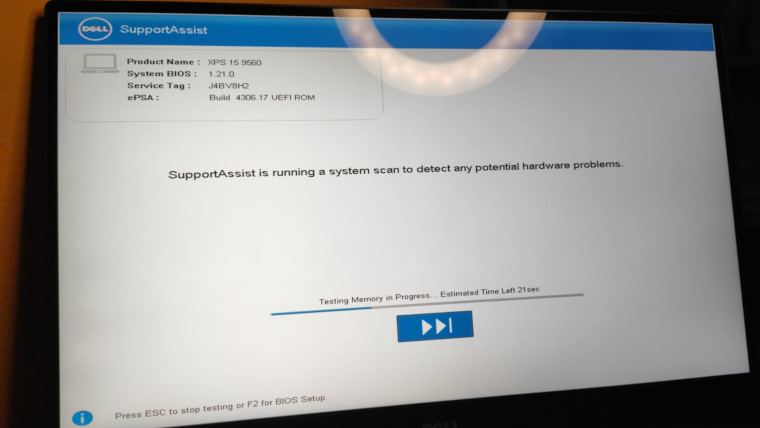 DELL SupportAssist
Product Name : XPS 15 9560
System BIOS : 1.21.0
Service Tag : J4BV8H2
ePSA : Build 4306.17 UEFI ROM
SupportAssist is running a system scan to detect any potential hardware problems.
Testing Memory in Progress... Estimated Time Left 21sec
i Press ESC to stop testing or F2 for BIOS Setup.
DELL